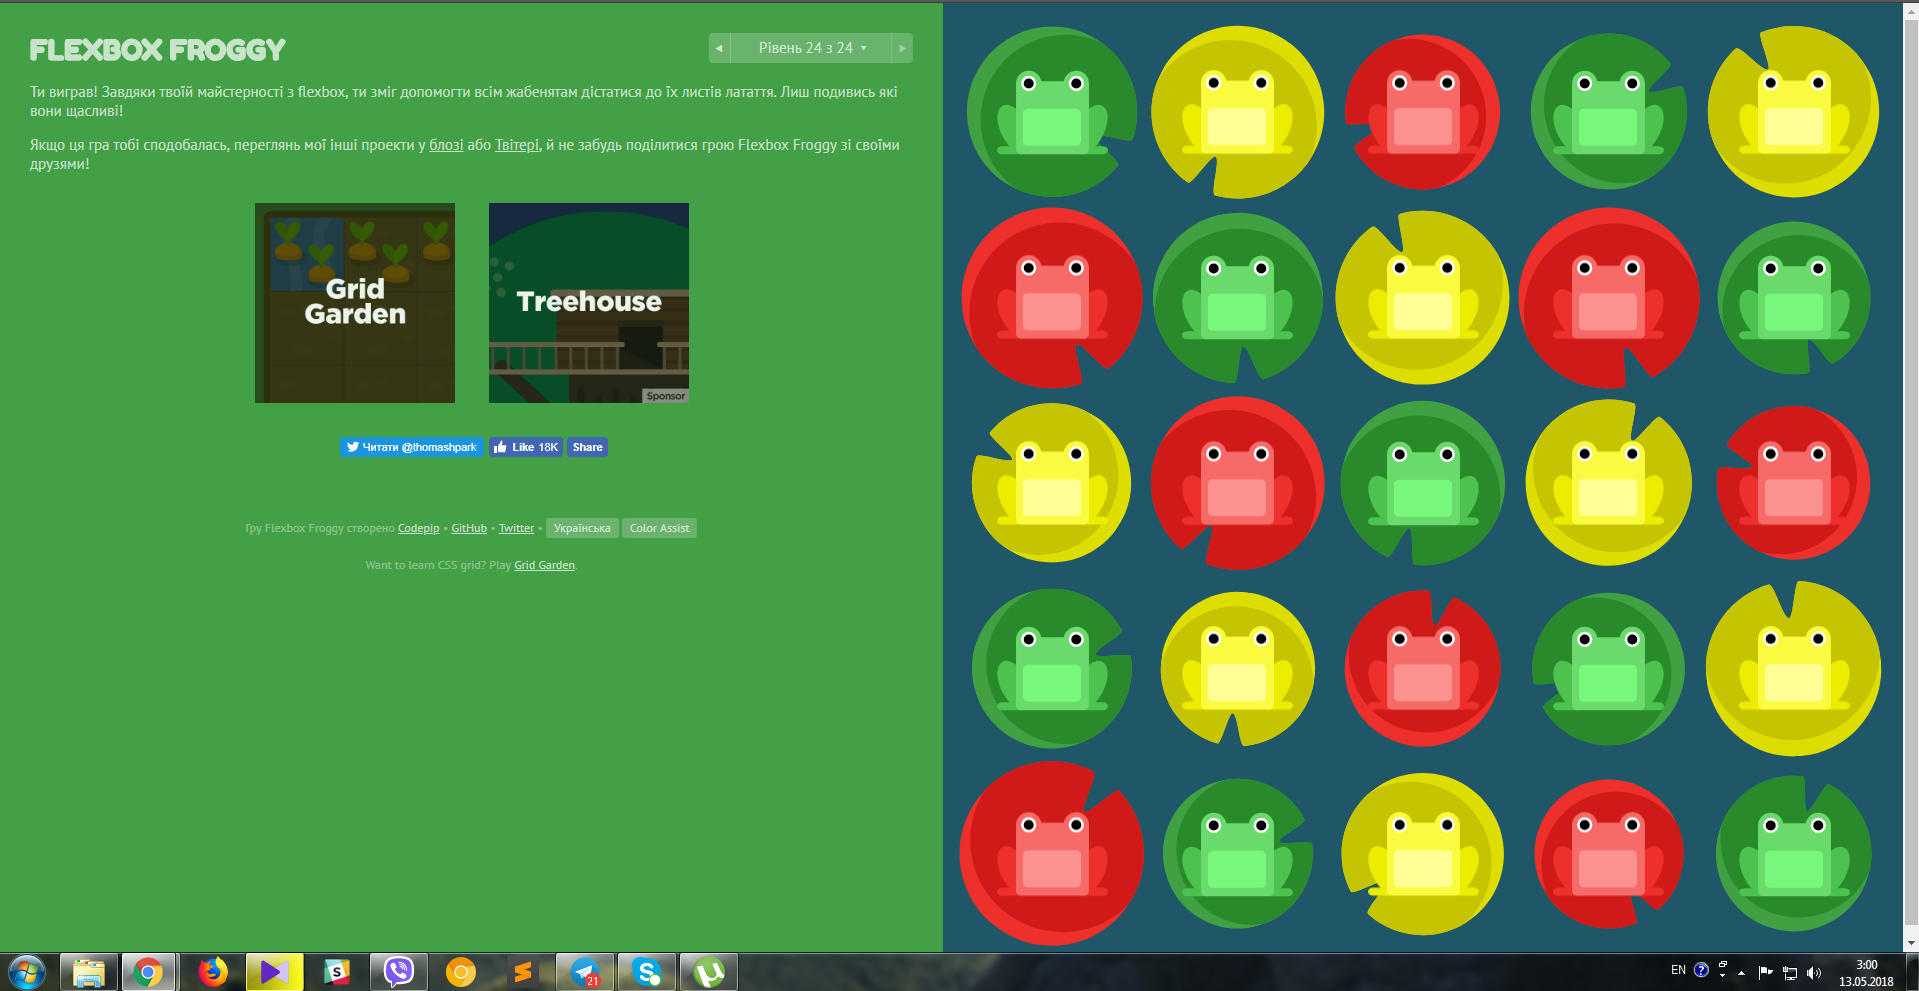 FLEXBOX FROGGY
Рівень 24 з 24
Ти виграв! Завдяки твоїй майстерності з flexbox, ти зміг допомогти всім жабенятам дістатися до їх листів латаття. Лиш подивись які
вони щасливі!
Якщо ця гра тобі сподобалась, переглянь мої інші проекти у блозі або Твітері, й не забудь поділитися грою Flexbox Froggy зі своїми
друзями!
Grid
Garden
Treehouse
Sponsor
Читати @thomashpark
Like 18K
Share
Гру Flexbox Froggy створено Codepip • GitHub • Twitter • Українська Color Assist
Want to learn CSS grid? Play Grid Garden.
S
S
21
EN
?
3:00
13.05.2018